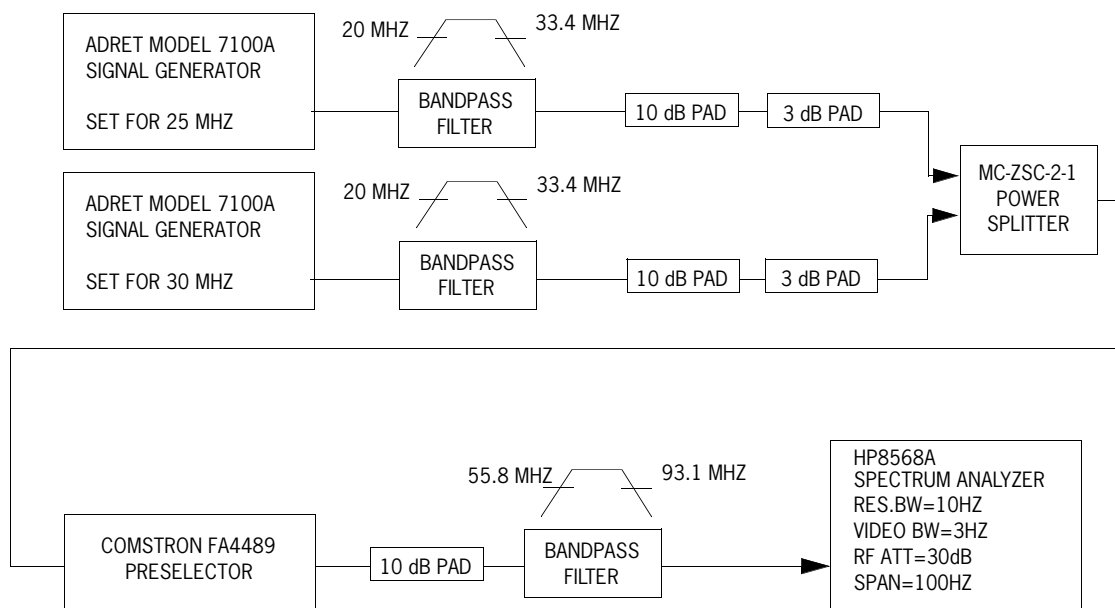 ADRET MODEL 7100A
SIGNAL GENERATOR
SET FOR 25 MHZ
20 MHZ
33.4 MHZ
BANDPASS
FILTER
10 dB PAD
3 dB PAD
MC-ZSC-2-1
POWER
SPLITTER
ADRET MODEL 7100A
SIGNAL GENERATOR
SET FOR 30 MHZ
20 MHZ
33.4 MHZ
BANDPASS
FILTER
10 dB PAD
3 dB PAD
COMSTRON FA4489
PRESELECTOR
10 dB PAD
55.8 MHZ
93.1 MHZ
BANDPASS
FILTER
HP8568A
SPECTRUM ANALYZER
RES.BW=10HZ
VIDEO BW=3HZ
RF ATT=30dB
SPAN=100HZ